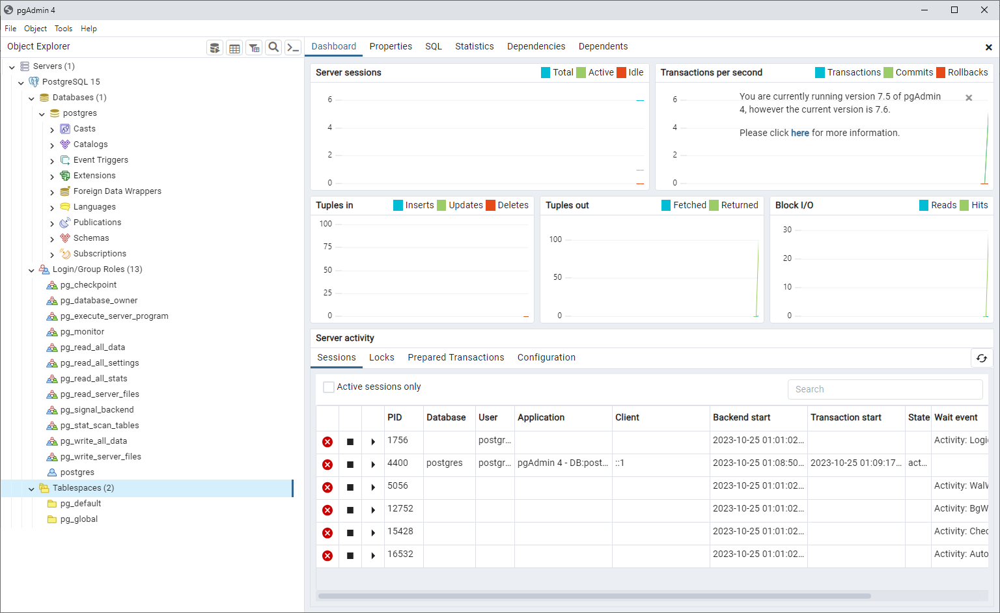 pgAdmin 4
File Object Tools Help
Object Explorer
Servers (1)
PostgreSQL 15
Databases (1)
postgres
Casts
Catalogs
Event Triggers
Extensions
Foreign Data Wrappers
Languages
Publications
Schemas
Subscriptions
Login/Group Roles (13)
pg_checkpoint
pg_database_owner
pg_execute_server_program
pg_monitor
pg_read_all_data
pg_read_all_settings
pg_read_all_stats
pg_read_server_files
pg_signal_backend
pg_stat_scan_tables
pg_write_all_data
pg_write_server_files
postgres
Tablespaces (2)
pg_default
pg_global
Dashboard Properties SQL Statistics Dependencies Dependents
Server sessions Total Active Idle
6
4
2
0
Transactions per second Transactions Commits Rollbacks
6
4
2
0
You are currently running version 7.5 of pgAdmin
4, however the current version is 7.6.
Please click here for more information.
Tuples in Inserts Updates Deletes
100
75
50
25
0
Tuples out Fetched Returned
100
50
0
Block I/O Reads Hits
30
20
10
0
Server activity
Sessions Locks Prepared Transactions Configuration
Active sessions only Search
PID Database User Application Client Backend start Transaction start State Wait event
1756 postgr... 2023-10-25 01:01:02... Activity: Logi
4400 postgres postgr... pgAdmin 4 - DB:post... ::1 2023-10-25 01:08:50... 2023-10-25 01:09:17... act...
5056 2023-10-25 01:01:02... Activity: WalW
12752 2023-10-25 01:01:02... Activity: BgW
15428 2023-10-25 01:01:02... Activity: Chec
16532 2023-10-25 01:01:02... Activity: Auto